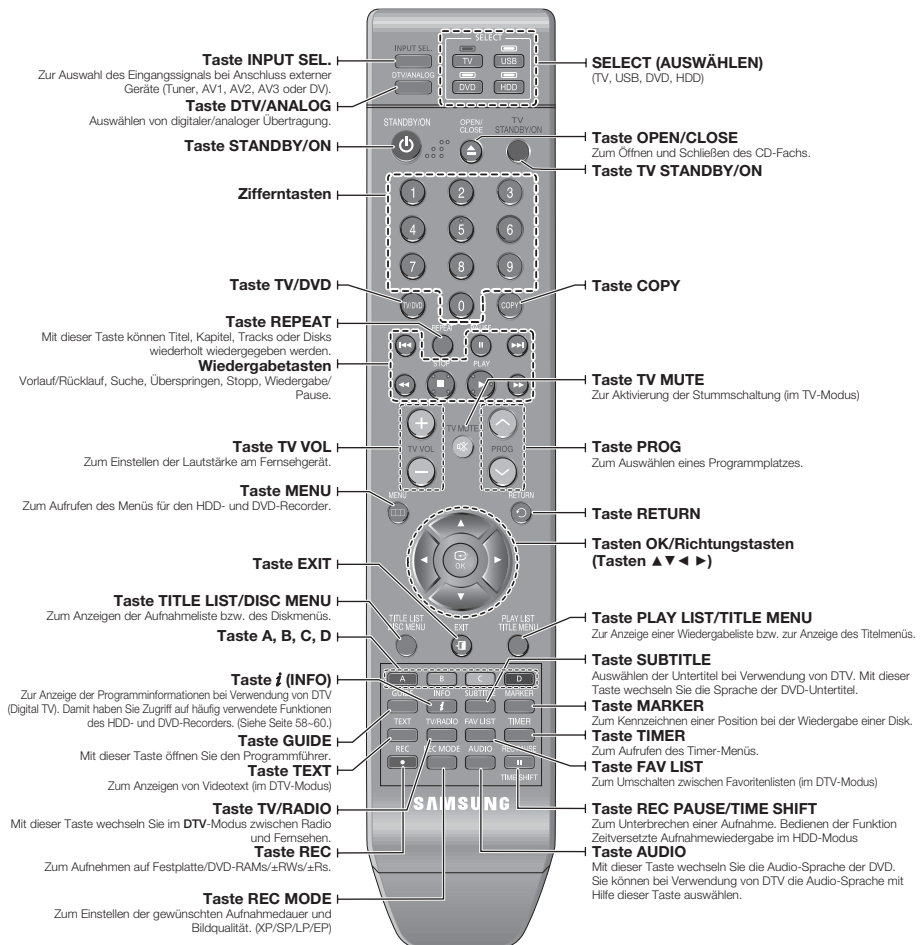 Taste INPUT SEL.
Zur Auswahl des Eingangssignals bei Anschluss externer
Geräte (Tuner, AV1, AV2, AV3 oder DV).
Taste DTV/ANALOG
Auswählen von digitaler/analoger Übertragung.
Taste STANDBY/ON
Zifferntasten
Taste TV/DVD
Taste REPEAT
Mit dieser Taste können Titel, Kapitel, Tracks oder Disks
wiederholt wiedergegeben werden.
Wiedergabetasten
Vorlauf/Rücklauf, Suche, Überspringen, Stopp, Wiedergabe/
Pause.
Taste TV VOL
Zum Einstellen der Lautstärke am Fernsehgerät.
Taste MENU
Zum Aufrufen des Menüs für den HDD- und DVD-Recorder.
Taste EXIT
Taste TITLE LIST/DISC MENU
Zum Anzeigen der Aufnahmeliste bzw. des Diskmenüs.
Taste A, B, C, D
Taste i (INFO)
Zur Anzeige der Programminformationen bei Verwendung von DTV
(Digital TV). Damit haben Sie Zugriff auf häufig verwendete Funktionen
des HDD- und DVD-Recorders. (Siehe Seite 58~60.)
Taste GUIDE
Mit dieser Taste öffnen Sie den Programmführer.
Taste TEXT
Zum Anzeigen von Videotext (im DTV-Modus)
Taste TV/RADIO
Mit dieser Taste wechseln Sie im DTV-Modus zwischen Radio
und Fernsehen.
Taste REC
Zum Aufnehmen auf Festplatte/DVD-RAMs/±RWs/±Rs.
Taste REC MODE
Zum Einstellen der gewünschten Aufnahmedauer und
Bildqualität. (XP/SP/LP/EP)
SELECT
INPUT SEL.
TV
USB
DTV/ANALOG
DVD
HDD
STANDBY/ON
OPEN/
CLOSE
TV
STANDBY/ON
1
2
3
4
5
6
7
8
9
TV/DVD
0
COPY
REPEAT
PAUSE
STOP
PLAY
TV MUTE
TV VOL
PROG
MENU
RETURN
OK
TITLE LIST
DISC MENU
EXIT
PLAY LIST
TITLE MENU
A
B
C
D
GUIDE
INFO
SUBTITLE
MARKER
i
TEXT
TV/RADIO
FAV LIST
TIMER
REC
REC MODE
AUDIO
REC PAUSE
TIME SHIFT
SAMSUNG
SELECT (AUSWÄHLEN)
(TV, USB, DVD, HDD)
Taste OPEN/CLOSE
Zum Öffnen und Schließen des CD-Fachs.
Taste TV STANDBY/ON
Taste COPY
Taste TV MUTE
Zur Aktivierung der Stummschaltung (im TV-Modus)
Taste PROG
Zum Auswählen eines Programmplatzes.
Taste RETURN
Tasten OK/Richtungstasten
(Tasten ▲▼◄ ►)
Taste PLAY LIST/TITLE MENU
Zur Anzeige einer Wiedergabeliste bzw. zur Anzeige des Titelmenüs.
Taste SUBTITLE
Auswählen der Untertitel bei Verwendung von DTV. Mit dieser
Taste wechseln Sie die Sprache der DVD-Untertitel.
Taste MARKER
Zum Kennzeichnen einer Position bei der Wiedergabe einer Disk.
Taste TIMER
Zum Aufrufen des Timer-Menüs.
Taste FAV LIST
Zum Umschalten zwischen Favoritenlisten (im DTV-Modus)
Taste REC PAUSE/TIME SHIFT
Zum Unterbrechen einer Aufnahme. Bedienen der Funktion
Zeitversetzte Aufnahmewiedergabe im HDD-Modus
Taste AUDIO
Mit dieser Taste wechseln Sie die Audio-Sprache der DVD.
Sie können bei Verwendung von DTV die Audio-Sprache mit
Hilfe dieser Taste auswählen.